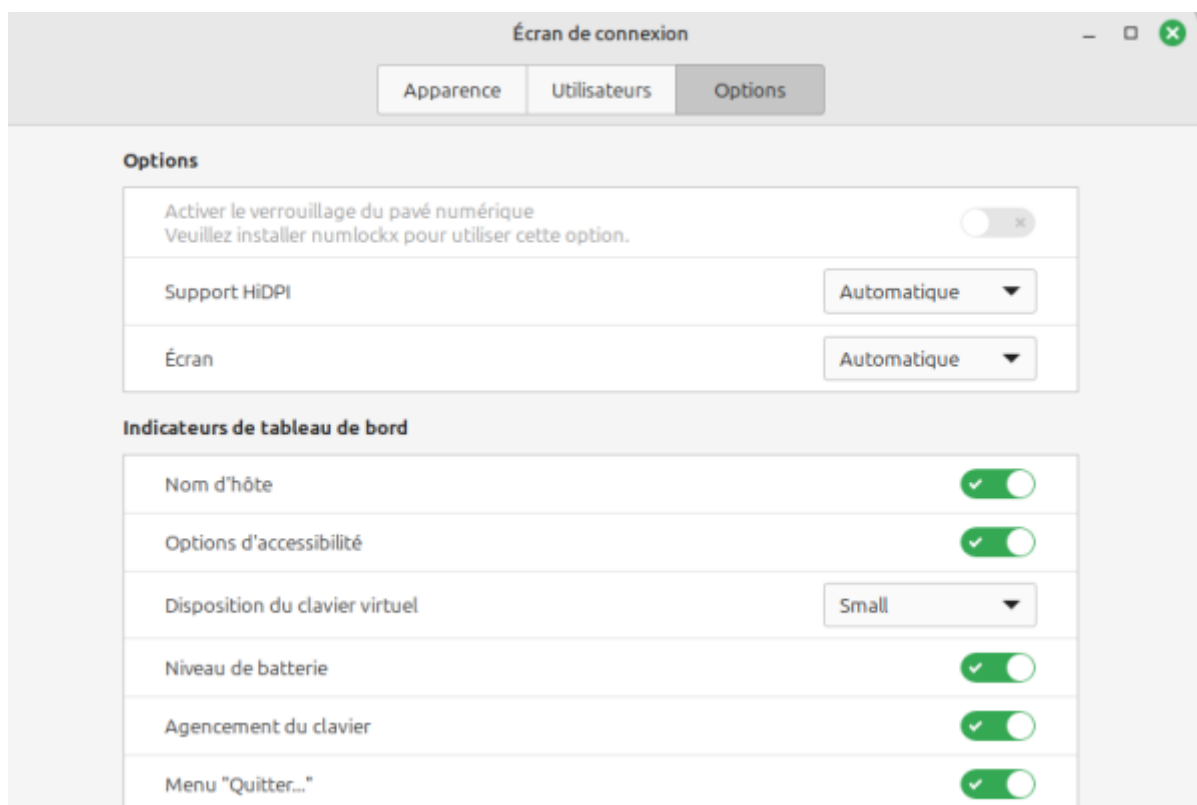 Écran de connexion
Apparence
Utilisateurs
Options
Options
Activer le verrouillage du pavé numérique
Veuillez installer numlockx pour utiliser cette option.
Support HiDPI
Automatique
Écran
Automatique
Indicateurs de tableau de bord
Nom d'hôte
Options d'accessibilité
Disposition du clavier virtuel
Small
Niveau de batterie
Agencement du clavier
Menu "Quitter..."